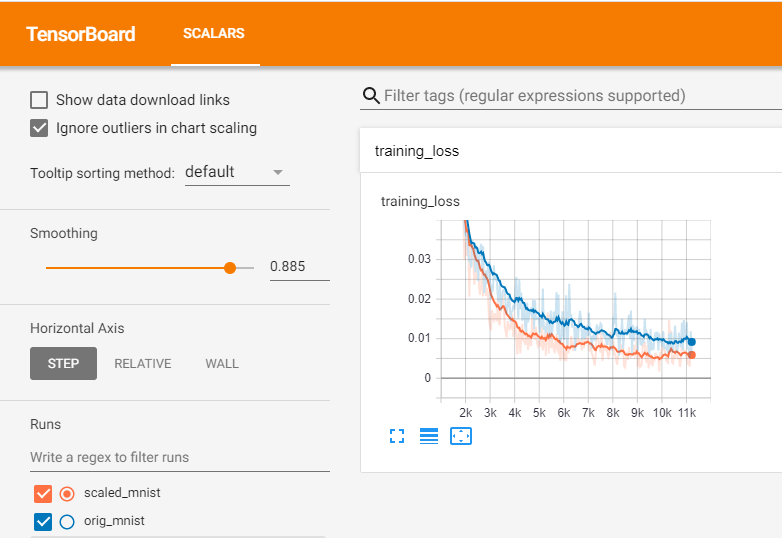 TensorBoard SCALARS
Show data download links
Ignore outliers in chart scaling
Tooltip sorting method: default
Smoothing
0.885
Horizontal Axis
STEP RELATIVE WALL
Runs
Write a regex to filter runs
scaled_mnist
orig_mnist
Filter tags (regular expressions supported)
training_loss
training_loss
0.03
0.02
0.01
0
2k 3k 4k 5k 6k 7k 8k 9k 10k 11k